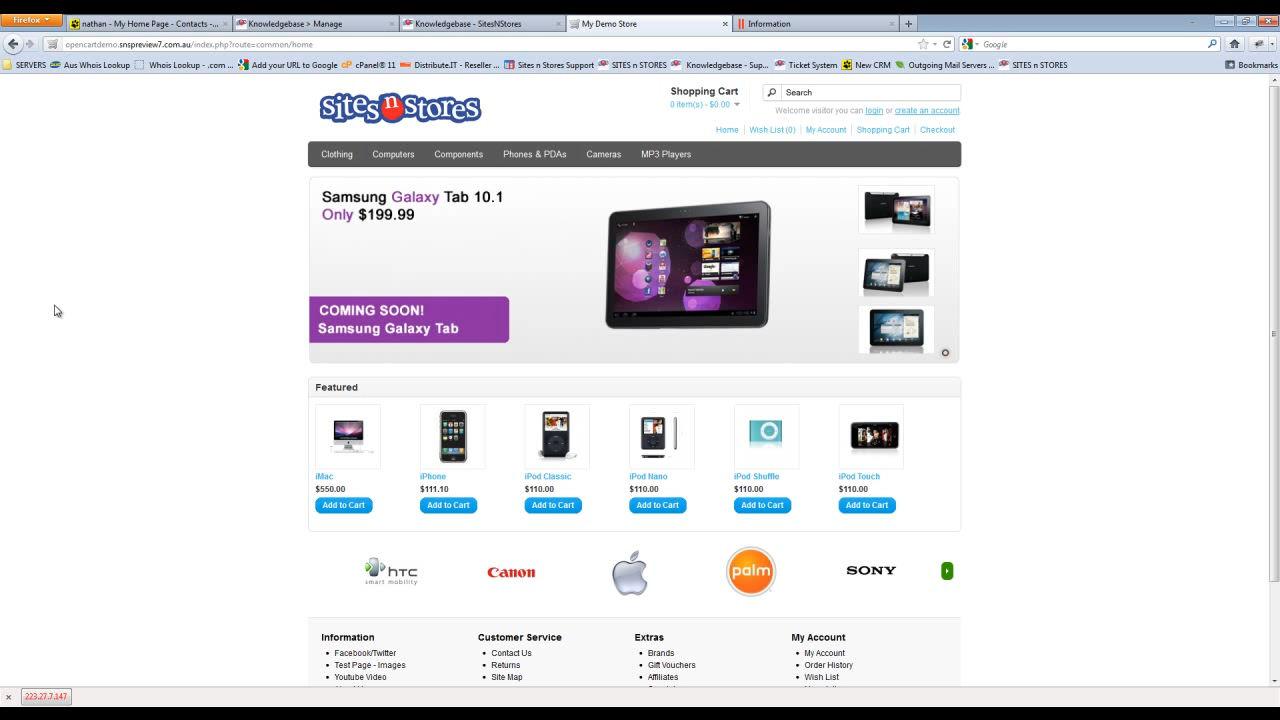 Firefox
nathan - My Home Page - Contacts -...
Knowledgebase > Manage
Knowledgebase - SitesNStores
My Demo Store
Information
opencartdemo.snspreview7.com.au/index.php?route=common/home
Google
SERVERS
Aus Whois Lookup
Whois Lookup - .com ...
Add your URL to Google
cPanel® 11
Distribute.IT - Reseller ...
Sites n Stores Support
SITES n STORES
Knowledgebase - Sup...
Ticket System
New CRM
Outgoing Mail Servers ...
SITES n STORES
Bookmarks
sites n stores
Shopping Cart
0 item(s) - $0.00
Search
Welcome visitor you can login or create an account.
Home
Wish List (0)
My Account
Shopping Cart
Checkout
Clothing
Computers
Components
Phones & PDAs
Cameras
MP3 Players
Samsung Galaxy Tab 10.1
Only $199.99
COMING SOON!
Samsung Galaxy Tab
Featured
iMac
$550.00
Add to Cart
iPhone
$111.10
Add to Cart
iPod Classic
$110.00
Add to Cart
iPod Nano
$110.00
Add to Cart
iPod Shuffle
$110.00
Add to Cart
iPod Touch
$110.00
Add to Cart
hTC
smart mobility
Canon
palm
SONY
Information
Facebook/Twitter
Test Page - Images
Youtube Video
Customer Service
Contact Us
Returns
Site Map
Extras
Brands
Gift Vouchers
Affiliates
My Account
My Account
Order History
Wish List
223.27.7.147